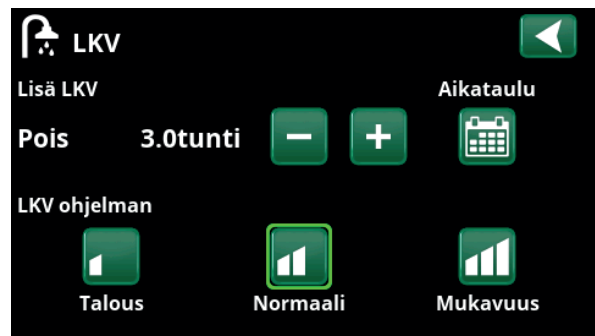 LKV
Lisä LKV
Aikataulu
Pois 3.0tunti
LKV ohjelman
Talous Normaali Mukavuus